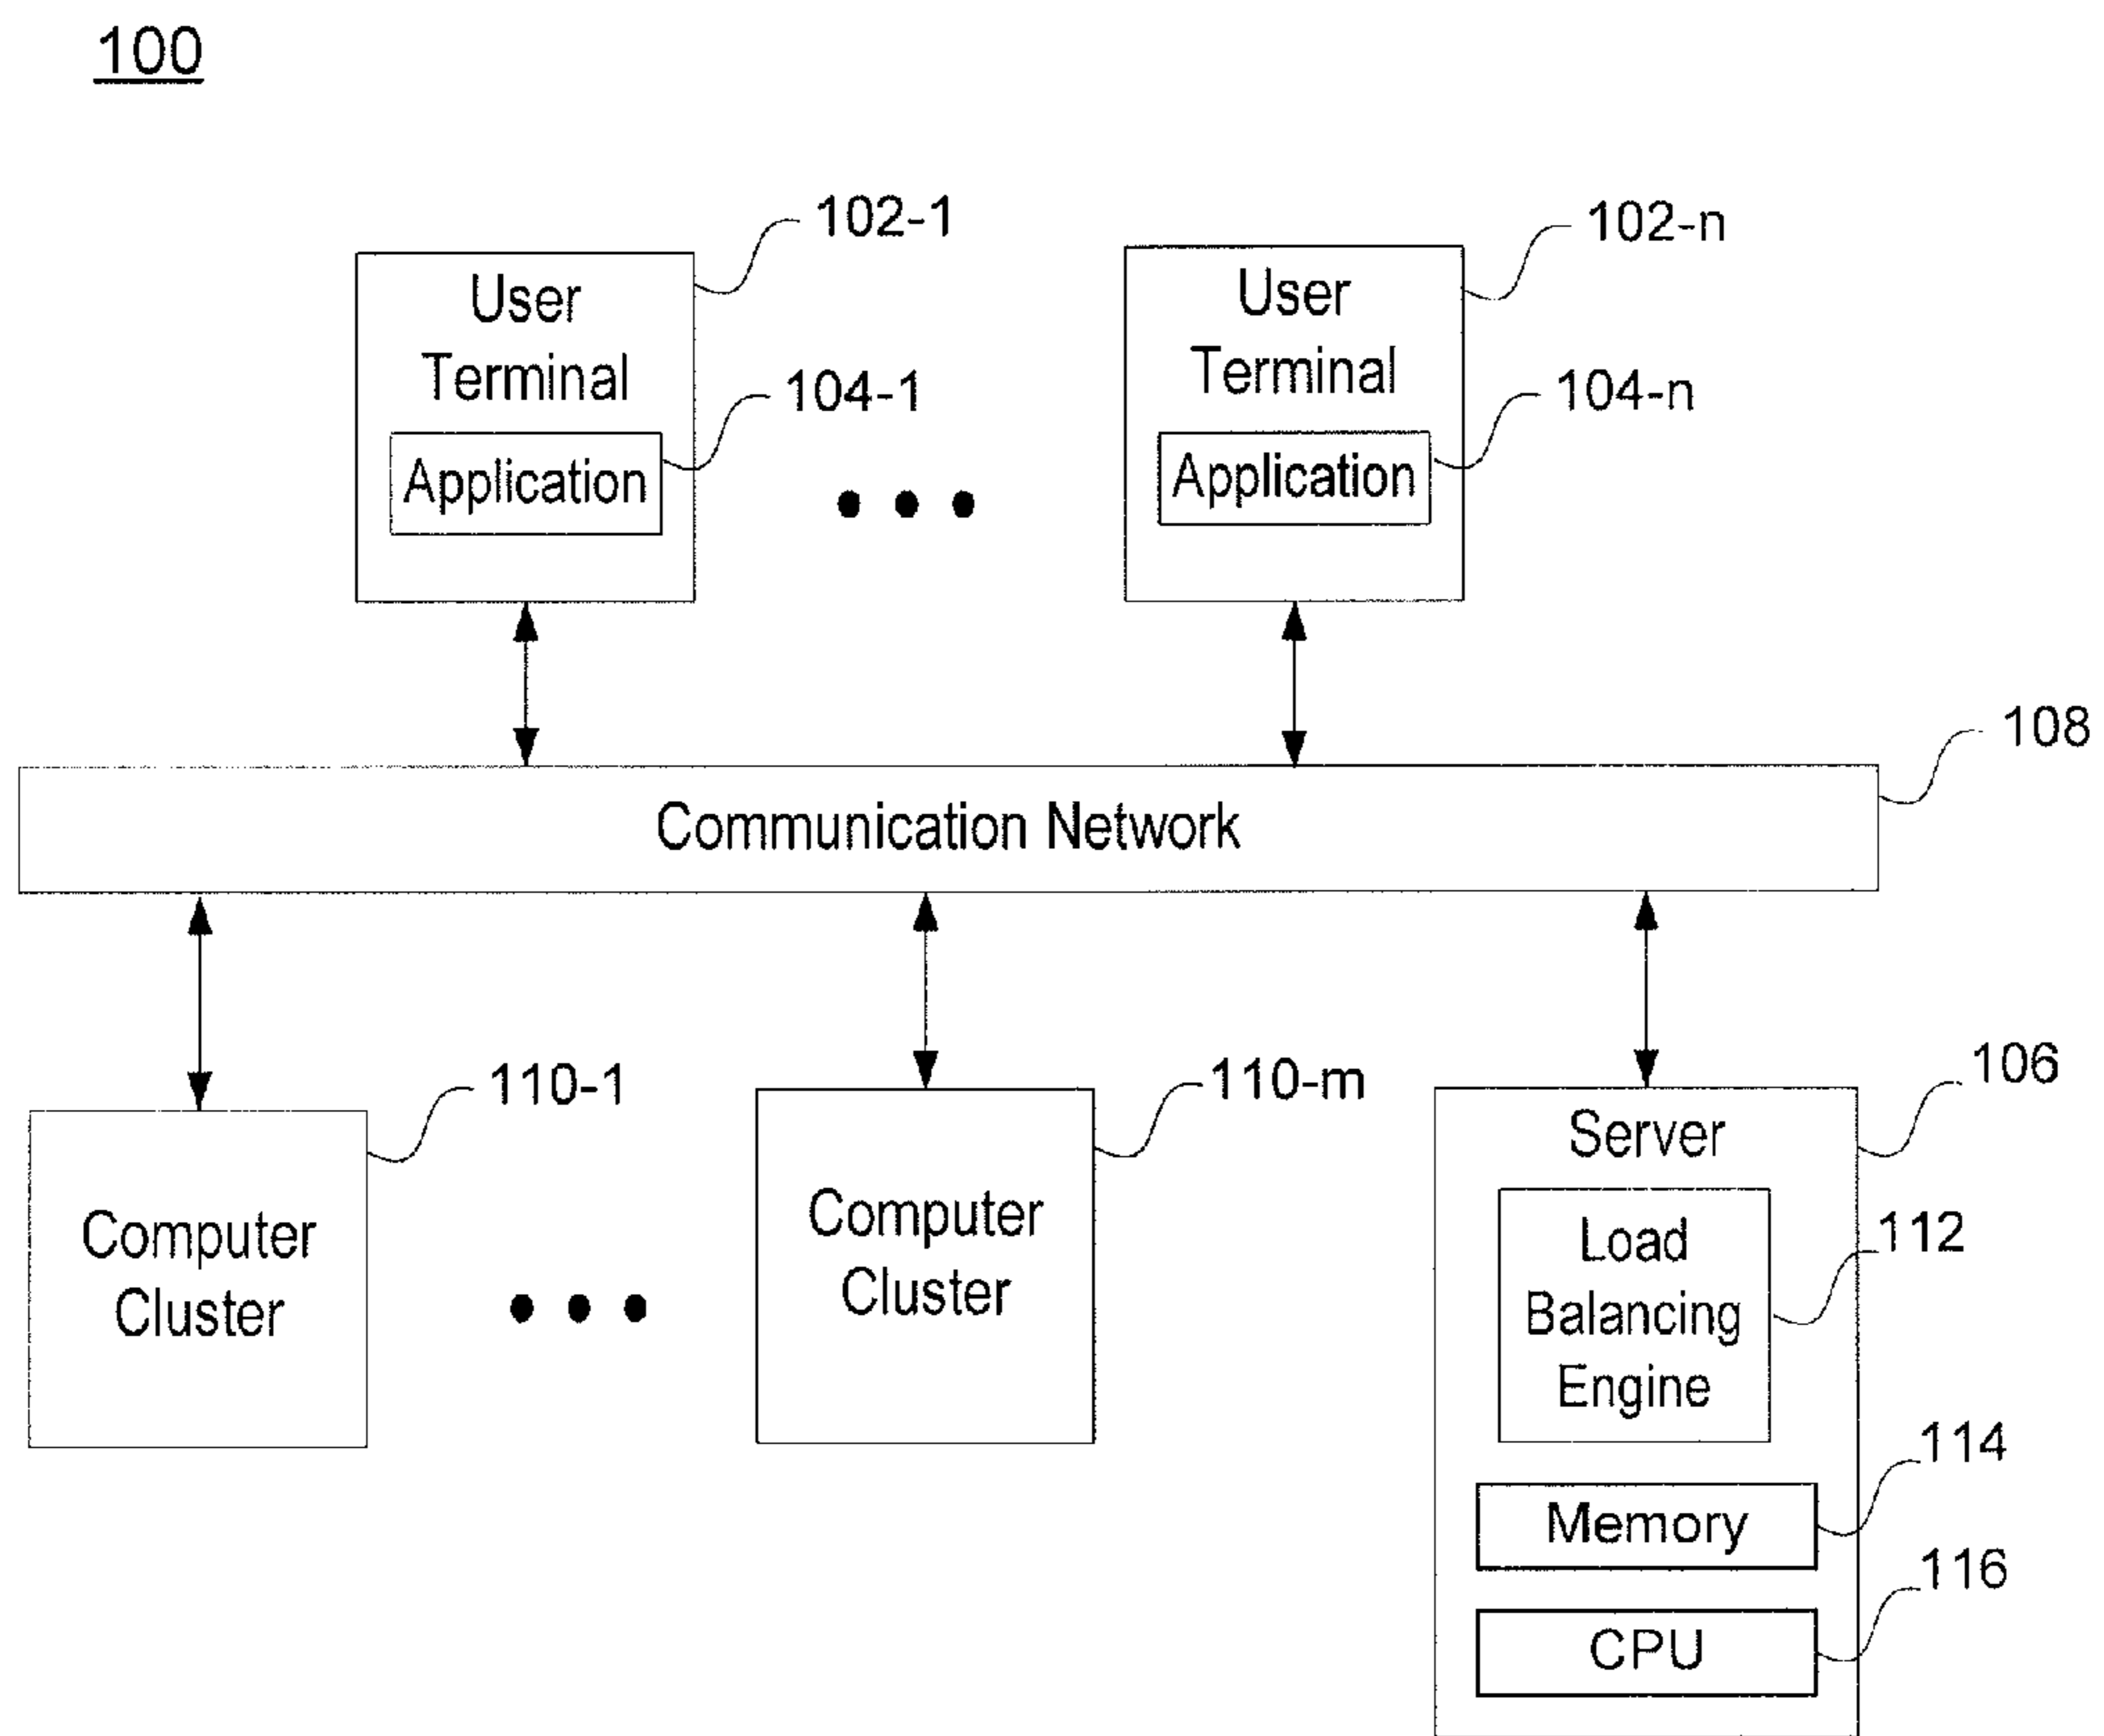 100
102-1
102-n
User
Terminal
104-1
Application
User
Terminal
104-n
Application
108
Communication Network
110-1
110-m
106
Computer
Cluster
Computer
Cluster
Server
112
Load
Balancing
Engine
114
Memory
116
CPU